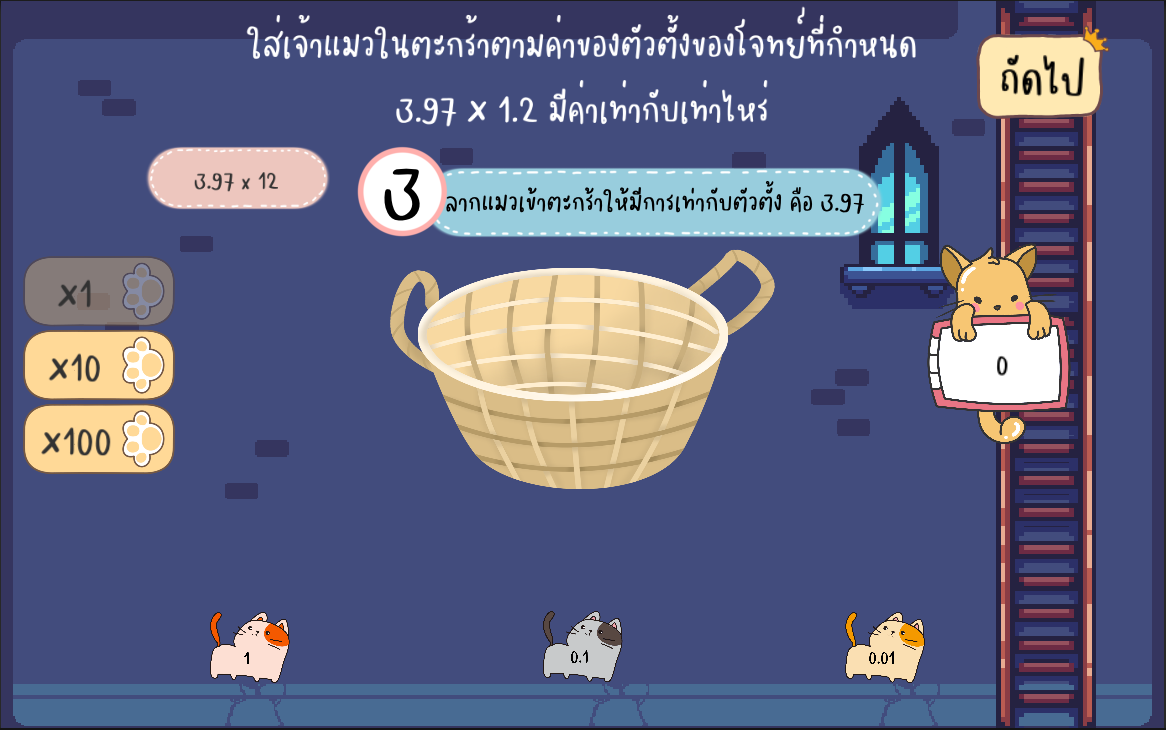 ใส่เจ้าแมวในตะกร้าตามค่าของตัวตั้งของโจทย์ที่กำหนด
3.97 x 1.2 มีค่าเท่ากับเท่าไหร่
ถัดไป
3.97 x 12
3
ลากแมวเข้าตะกร้าให้มีการเท่ากับตัวตั้ง คือ 3.97
x1
x10
x100
0
1
0.1
0.01